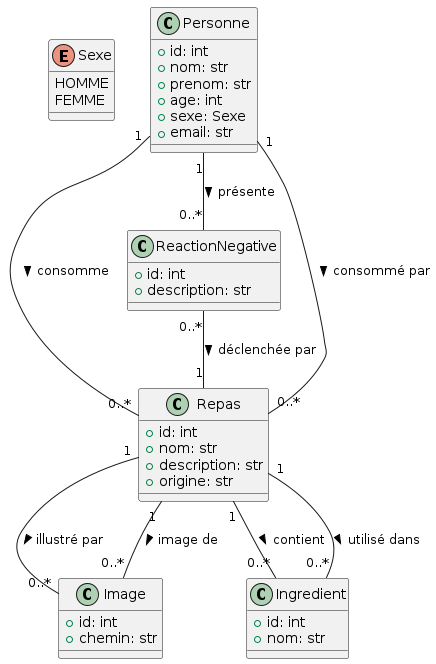 C Personne
id: int
nom: str
prenom: str
age: int
sexe: Sexe
email: str
E Sexe
HOMME
FEMME
1
1
1
présente
0..*
C ReactionNegative
id: int
description: str
consomme
consommé par
0..*
déclenchée par
1
0..*
0..*
C Repas
id: int
nom: str
description: str
origine: str
1
1
1
1
illustré par
image de
contient
utilisé dans
0..*
0..*
0..*
0..*
C Image
id: int
chemin: str
C Ingredient
id: int
nom: str